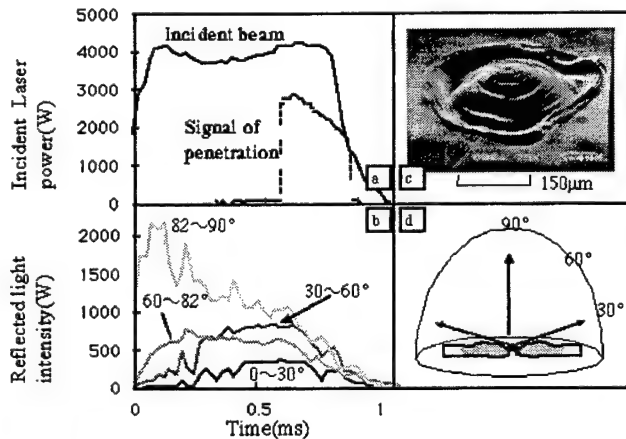 5000
4000
3000
2000
1000
0
Incident Laser
power(W)
Incident beam
Signal of
penetration
a
c
150μm
b
d
2000
1500
1000
500
0
Reflected light
intensity(W)
82~90°
60~82°
30~60°
0~30°
0
0.5
1
Time(ms)
90°
60°
30°